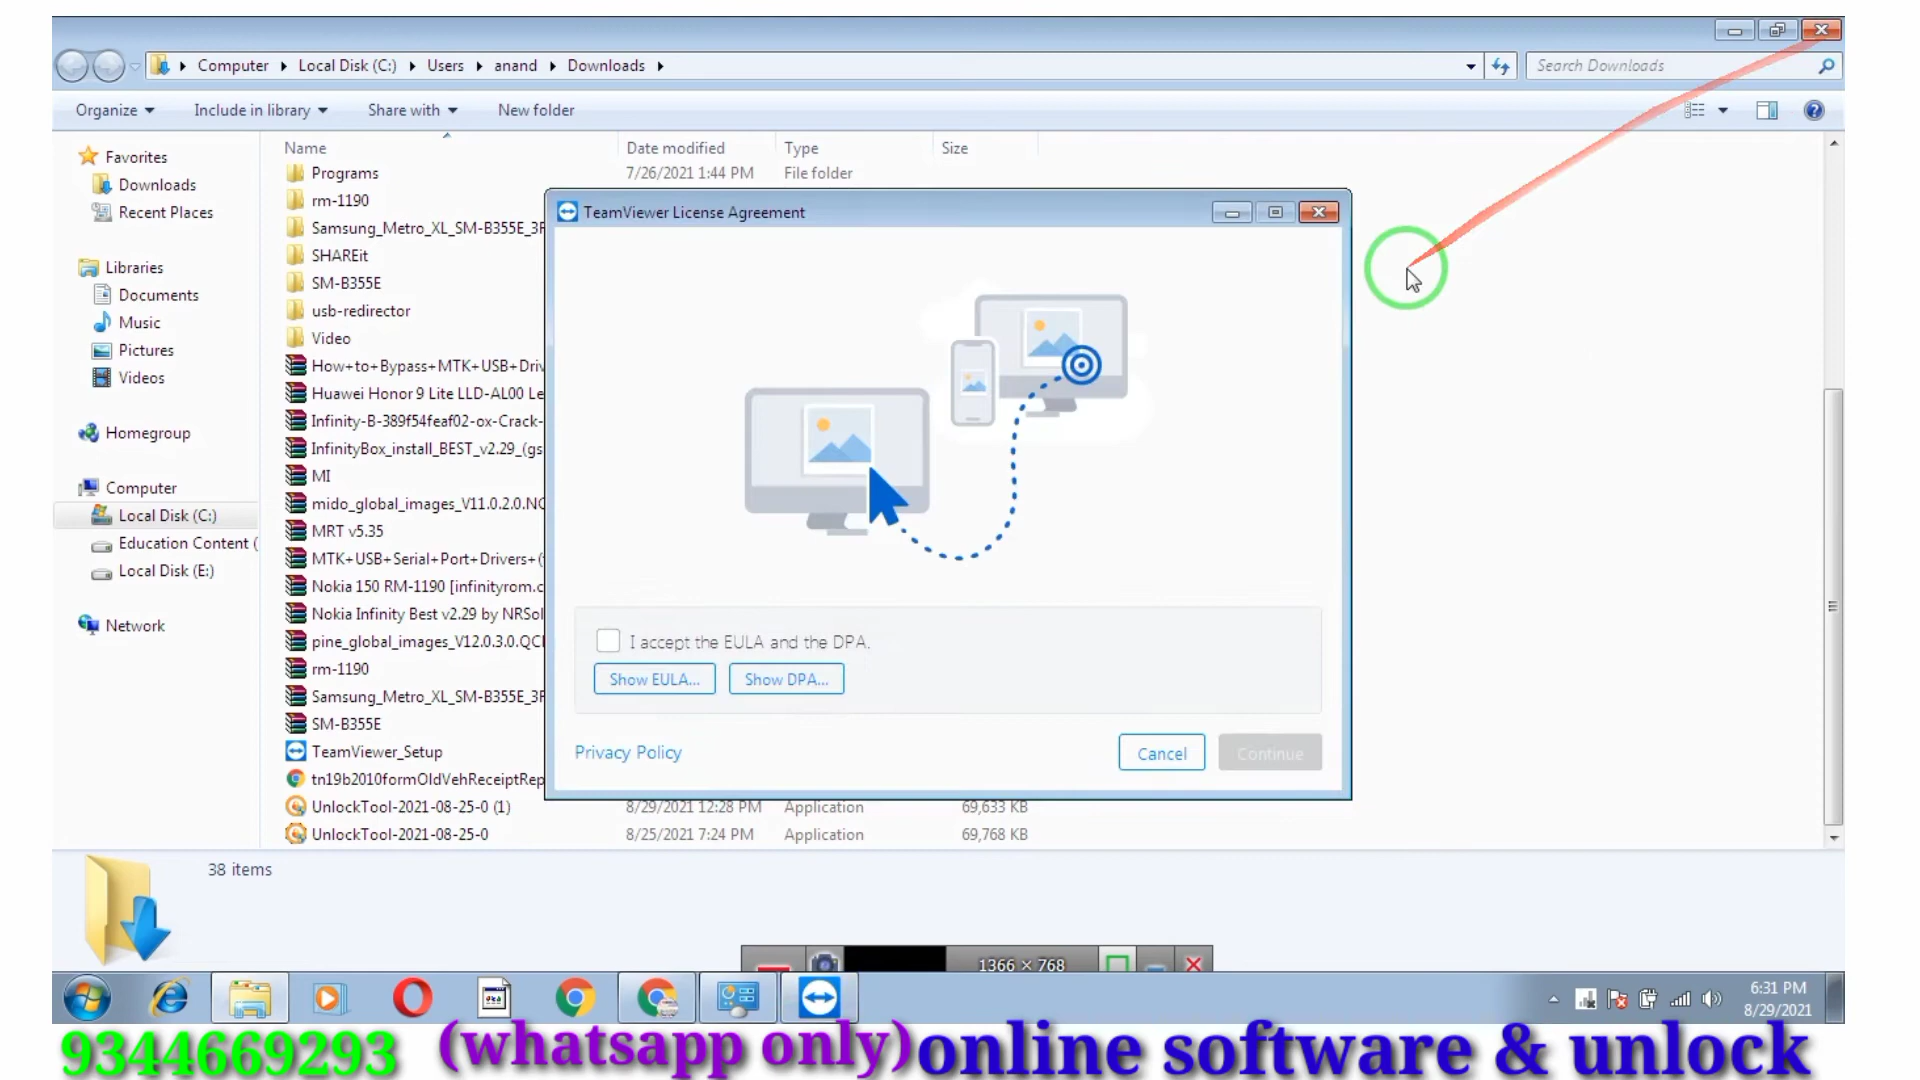 Computer Local Disk (C:) Users anand Downloads
Search Downloads
Organize Include in library Share with New folder
Name Date modified Type Size
Favorites
Downloads
Recent Places
Libraries
Documents
Music
Pictures
Videos
Homegroup
Computer
Local Disk (C:)
Education Content (
Local Disk (E:)
Network
Programs 7/26/2021 1:44 PM File folder
rm-1190
Samsung_Metro_XL_SM-B355E_3F
SHAREit
SM-B355E
usb-redirector
Video
How+to+Bypass+MTK+USB+Driv
Huawei Honor 9 Lite LLD-AL00 Le
Infinity-B-389f54feaf02-ox-Crack-
InfinityBox_install_BEST_v2.29_(gs
MI
mido_global_images_V11.0.2.0.NC
MRT v5.35
MTK+USB+Serial+Port+Drivers+(
Nokia 150 RM-1190 [infinityrom.c
Nokia Infinity Best v2.29 by NRSol
pine_global_images_V12.0.3.0.QCI
rm-1190
Samsung_Metro_XL_SM-B355E_3F
SM-B355E
TeamViewer_Setup
tn19b2010formOldVehReceiptRep
UnlockTool-2021-08-25-0 (1) 8/29/2021 12:28 PM Application 69,633 KB
UnlockTool-2021-08-25-0 8/25/2021 7:24 PM Application 69,768 KB
TeamViewer License Agreement
I accept the EULA and the DPA.
Show EULA... Show DPA...
Privacy Policy Cancel Continue
38 items
1366 × 768
6:31 PM
8/29/2021
9344669293 (whatsapp only) online software & unlock